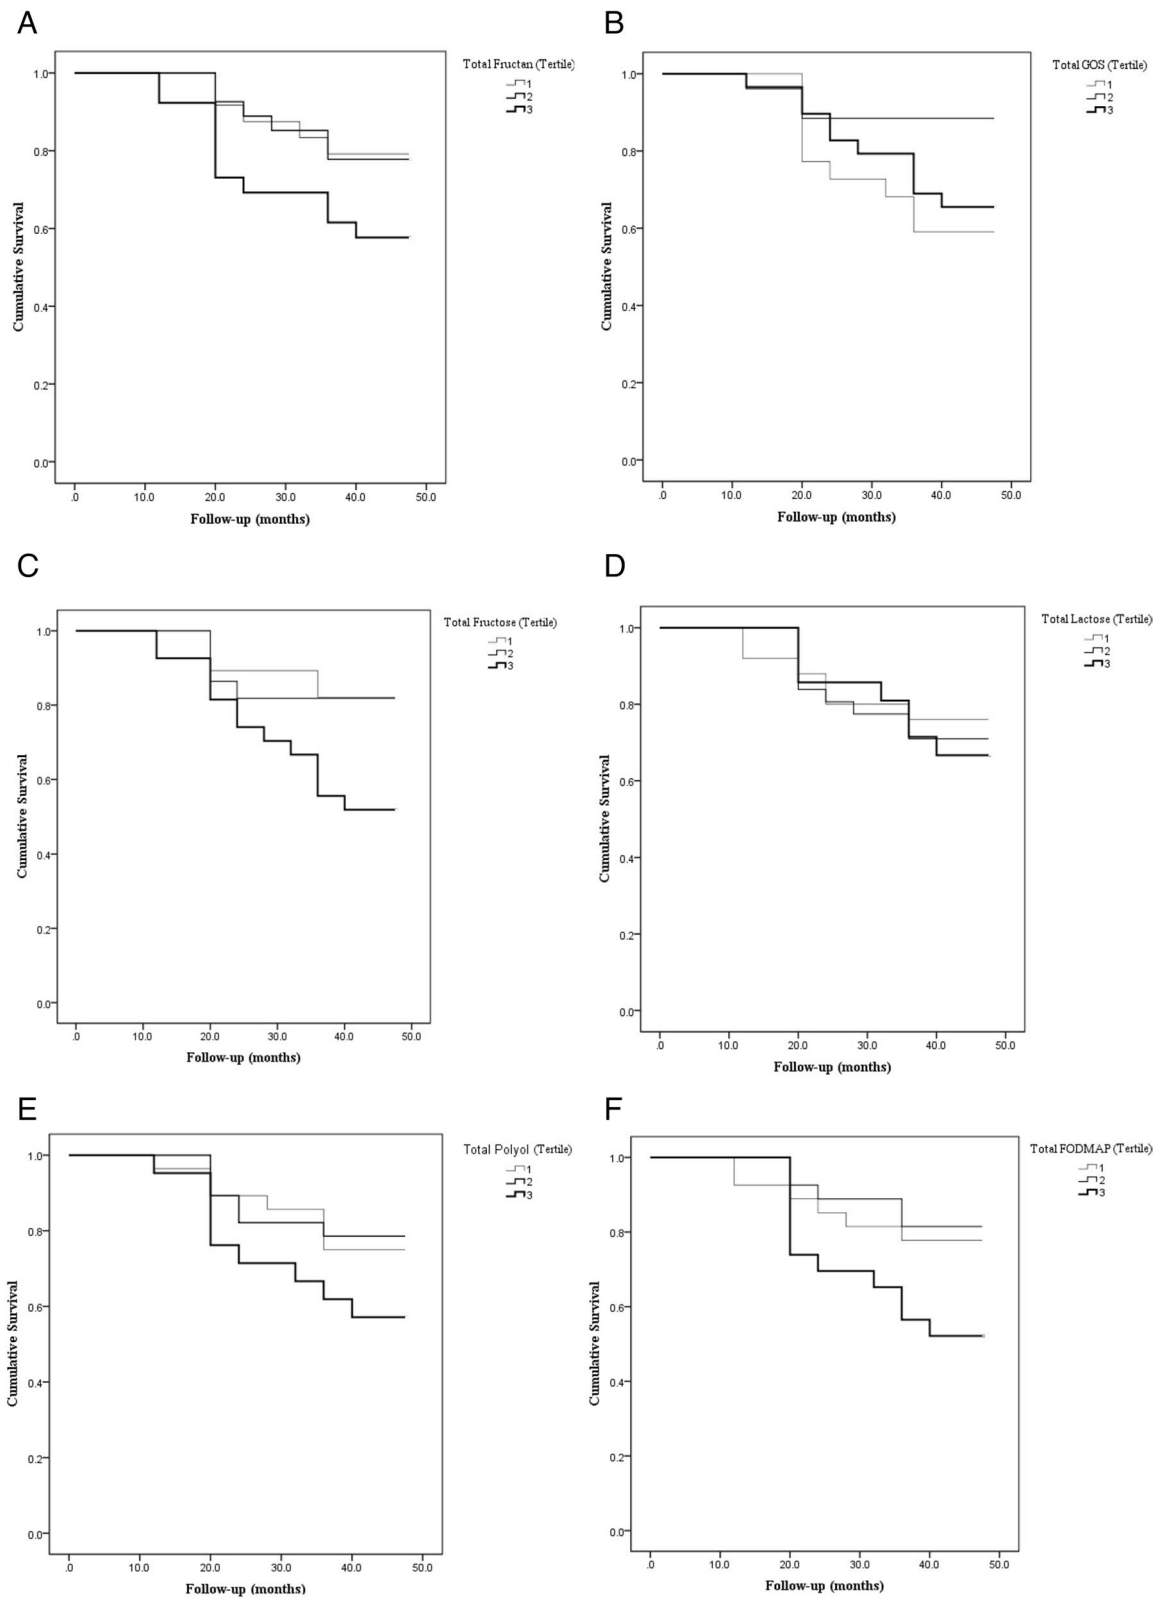 A
Total Fructan (Tertile)
1
2
3
1.0
0.8
0.6
0.4
0.2
0.0
Cumulative Survival
.0 10.0 20.0 30.0 40.0 50.0
Follow-up (months)
B
Total GOS (Tertile)
1
2
3
1.0
0.8
0.6
0.4
0.2
0.0
Cumulative Survival
.0 10.0 20.0 30.0 40.0 50.0
Follow-up (months)
C
Total Fructose (Tertile)
1
2
3
1.0
0.8
0.6
0.4
0.2
0.0
Cumulative Survival
.0 10.0 20.0 30.0 40.0 50.0
Follow-up (months)
D
Total Lactose (Tertile)
1
2
3
1.0
0.8
0.6
0.4
0.2
0.0
Cumulative Survival
.0 10.0 20.0 30.0 40.0 50.0
Follow-up (months)
E
Total Polyol (Tertile)
1
2
3
1.0
0.8
0.6
0.4
0.2
0.0
Cumulative Survival
.0 10.0 20.0 30.0 40.0 50.0
Follow-up (months)
F
Total FODMAP (Tertile)
1
2
3
1.0
0.8
0.6
0.4
0.2
0.0
Cumulative Survival
.0 10.0 20.0 30.0 40.0 50.0
Follow-up (months)